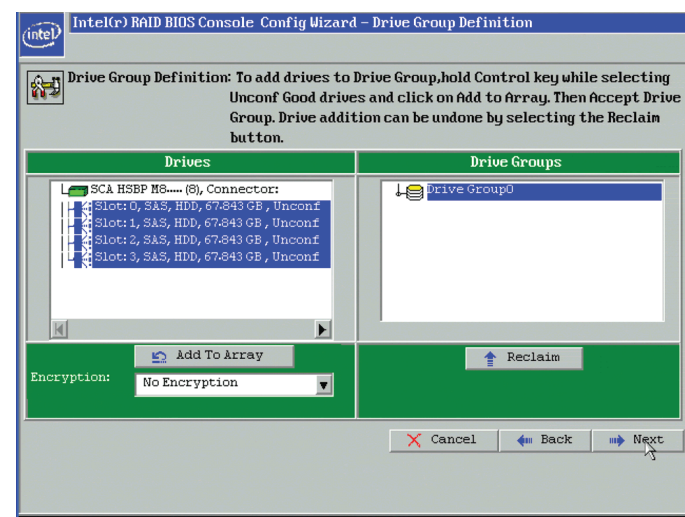 Intel(r) RAID BIOS Console Config Wizard – Drive Group Definition
intel
Drive Group Definition: To add drives to Drive Group,hold Control key while selecting
Unconf Good drives and click on Add to Array. Then Accept Drive
Group. Drive addition can be undone by selecting the Reclaim
button.
Drives
SCA HSBP M8..... (8), Connector:
Slot: 0, SAS, HDD, 67.843 GB , Unconf
Slot: 1, SAS, HDD, 67.843 GB , Unconf
Slot: 2, SAS, HDD, 67.843 GB , Unconf
Slot: 3, SAS, HDD, 67.843 GB , Unconf
Add To Array
Encryption:
No Encryption
Drive Groups
Drive Group0
Reclaim
Cancel
Back
Next